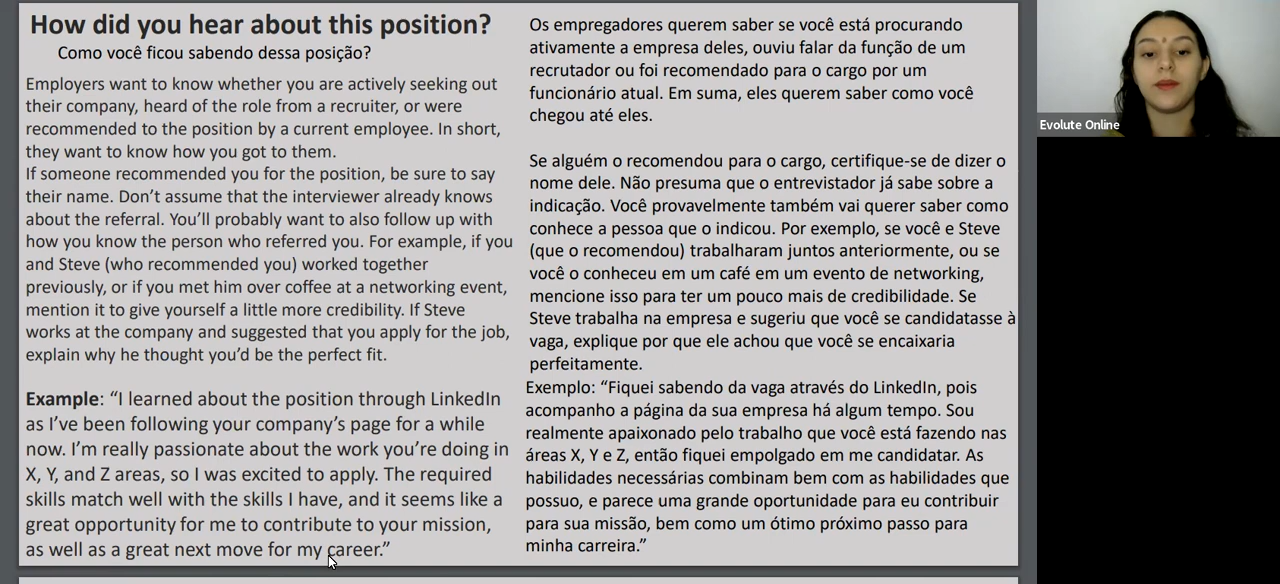 How did you hear about this position?
Como você ficou sabendo dessa posição?
Employers want to know whether you are actively seeking out
their company, heard of the role from a recruiter, or were
recommended to the position by a current employee. In short,
they want to know how you got to them.
If someone recommended you for the position, be sure to say
their name. Don’t assume that the interviewer already knows
about the referral. You’ll probably want to also follow up with
how you know the person who referred you. For example, if you
and Steve (who recommended you) worked together
previously, or if you met him over coffee at a networking event,
mention it to give yourself a little more credibility. If Steve
works at the company and suggested that you apply for the job,
explain why he thought you’d be the perfect fit.
Example: “I learned about the position through LinkedIn
as I’ve been following your company’s page for a while
now. I’m really passionate about the work you’re doing in
X, Y, and Z areas, so I was excited to apply. The required
skills match well with the skills I have, and it seems like a
great opportunity for me to contribute to your mission,
as well as a great next move for my career.”
Os empregadores querem saber se você está procurando
ativamente a empresa deles, ouviu falar da função de um
recrutador ou foi recomendado para o cargo por um
funcionário atual. Em suma, eles querem saber como você
chegou até eles.
Se alguém o recomendou para o cargo, certifique-se de dizer o
nome dele. Não presuma que o entrevistador já sabe sobre a
indicação. Você provavelmente também vai querer saber como
conhece a pessoa que o indicou. Por exemplo, se você e Steve
(que o recomendou) trabalharam juntos anteriormente, ou se
você o conheceu em um café em um evento de networking,
mencione isso para ter um pouco mais de credibilidade. Se
Steve trabalha na empresa e sugeriu que você se candidatasse à
vaga, explique por que ele achou que você se encaixaria
perfeitamente.
Exemplo: “Fiquei sabendo da vaga através do LinkedIn, pois
acompanho a página da sua empresa há algum tempo. Sou
realmente apaixonado pelo trabalho que você está fazendo nas
áreas X, Y e Z, então fiquei empolgado em me candidatar. As
habilidades necessárias combinam bem com as habilidades que
possuo, e parece uma grande oportunidade para eu contribuir
para sua missão, bem como um ótimo próximo passo para
minha carreira.”
Evolute Online